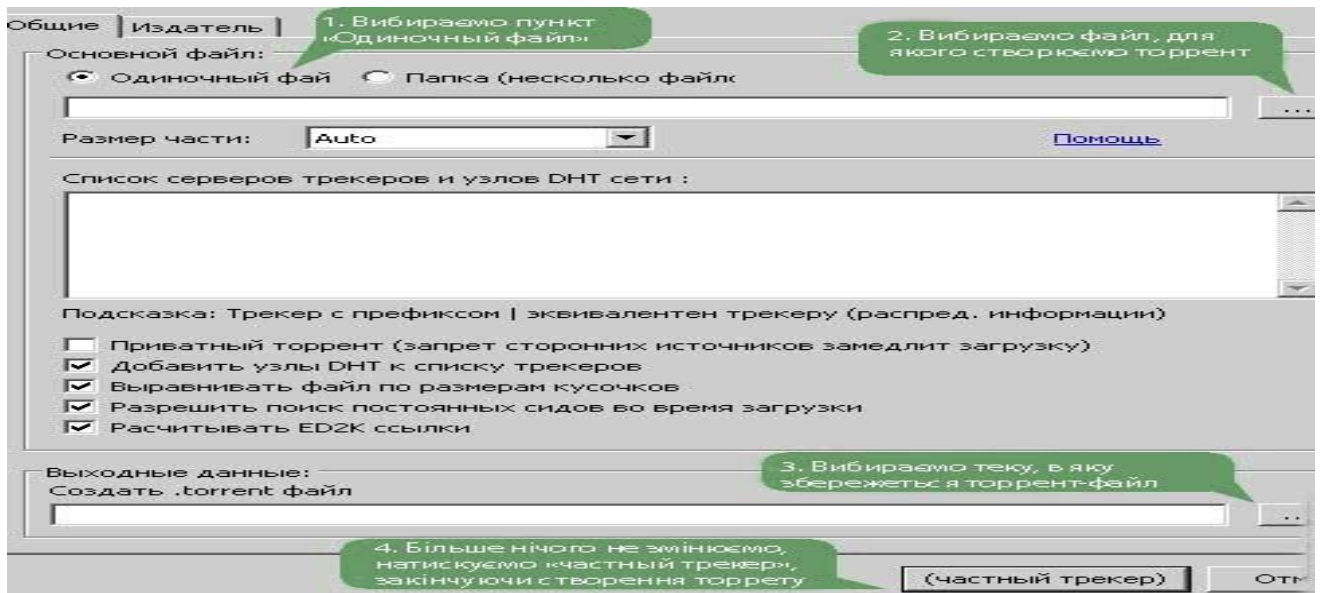 Общие
Издатель
1. Вибираємо пункт
«Одиночный файл»
2. Вибираємо файл, для
якого створюємо торрент
Основной файл:
Одиночный фай
Папка (несколько файлс
...
Размер части:
Auto
Помощь
Список серверов трекеров и узлов DHT сети :
Подсказка: Трекер с префиксом | эквивалентен трекеру (распред. информации)
Приватный торрент (запрет сторонних источников замедлит загрузку)
Добавить узлы DHT к списку трекеров
Выравнивать файл по размерам кусочков
Разрешить поиск постоянных сидов во время загрузки
Расчитывать ED2K ссылки
Выходные данные:
3. Вибираємо теку, в яку
збережеться торрент-файл
Создать .torrent файл
..
4. Більше нічого не змінюємо,
натискуємо «частный трекер»,
закінчуючи створення торрету
(частный трекер)
Отм